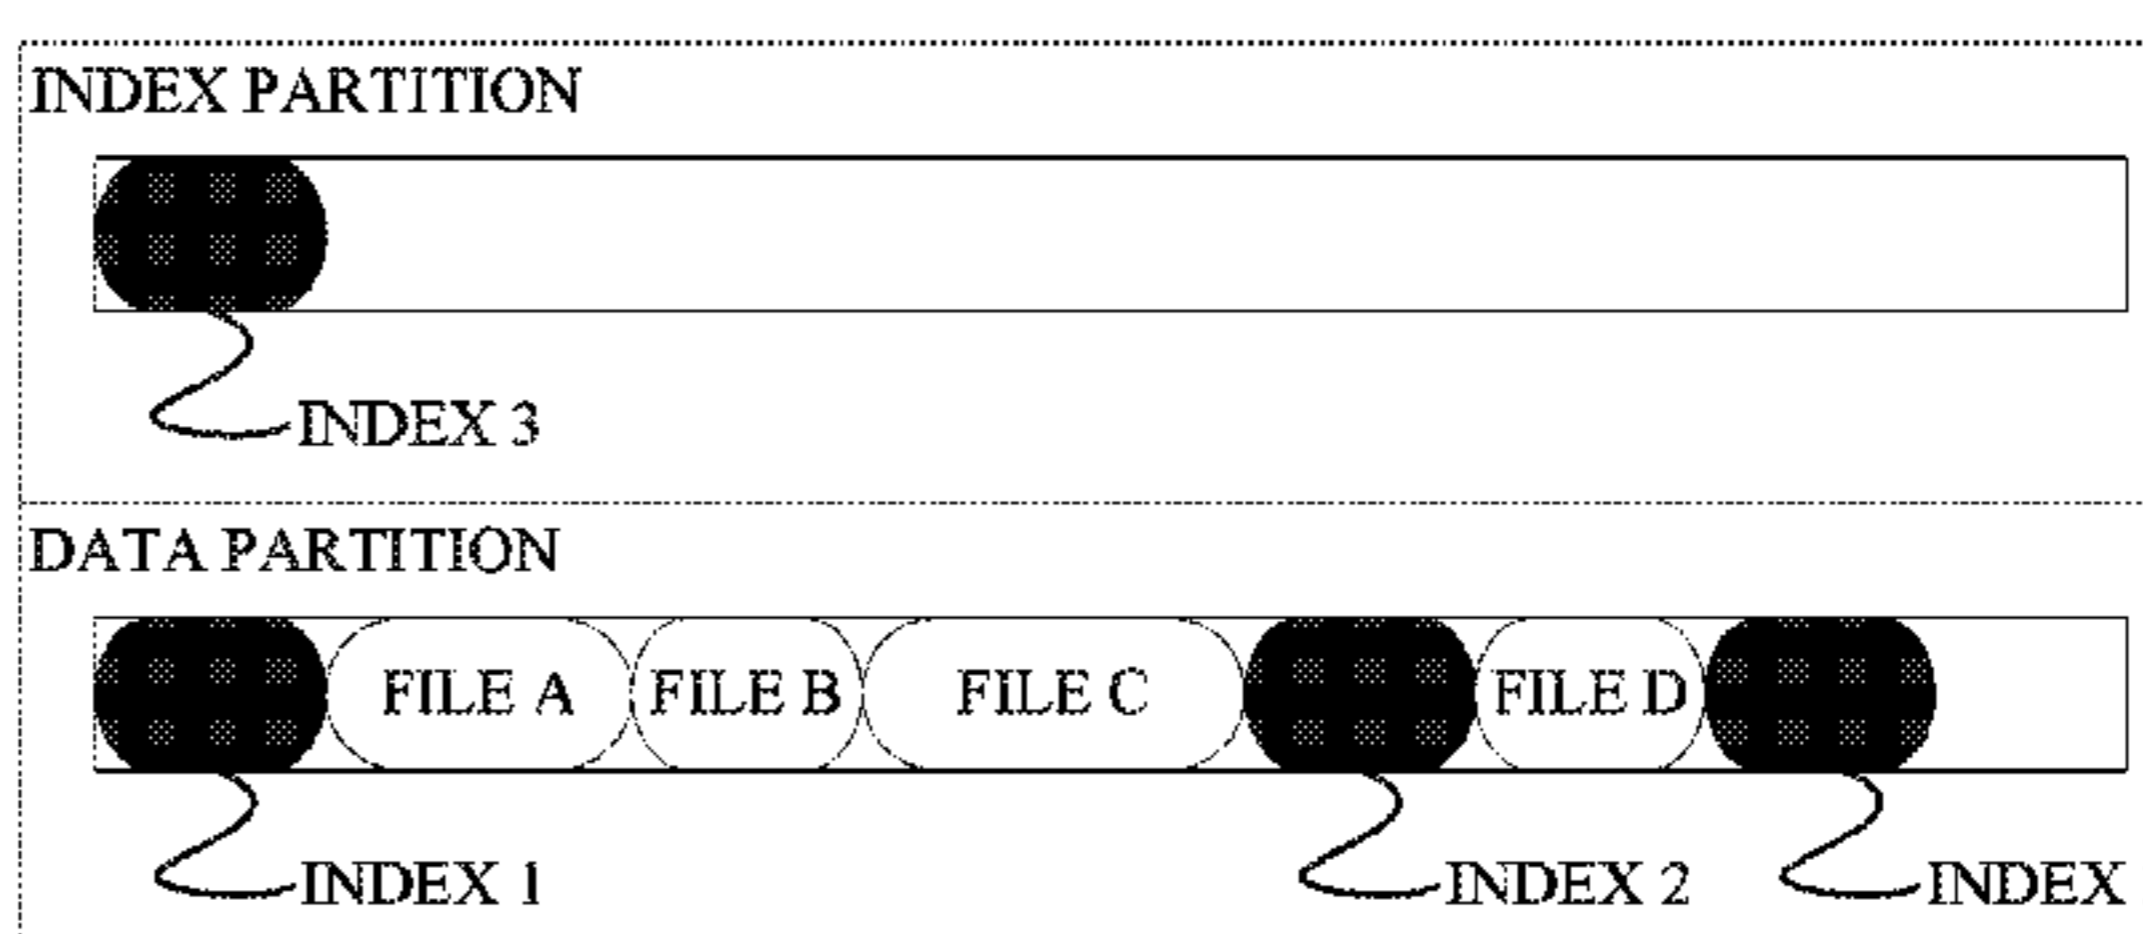 INDEX PARTITION
INDEX 3
DATA PARTITION
FILE A FILE B FILE C FILE D
INDEX 1 INDEX 2 INDEX